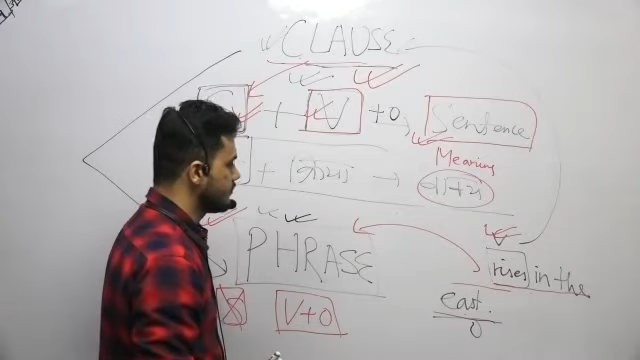 CLAUSE
S + V + o → Sentence
Meaning
+ क्रिया → वाक्य
PHRASE
rises in the
V+O
east.
o